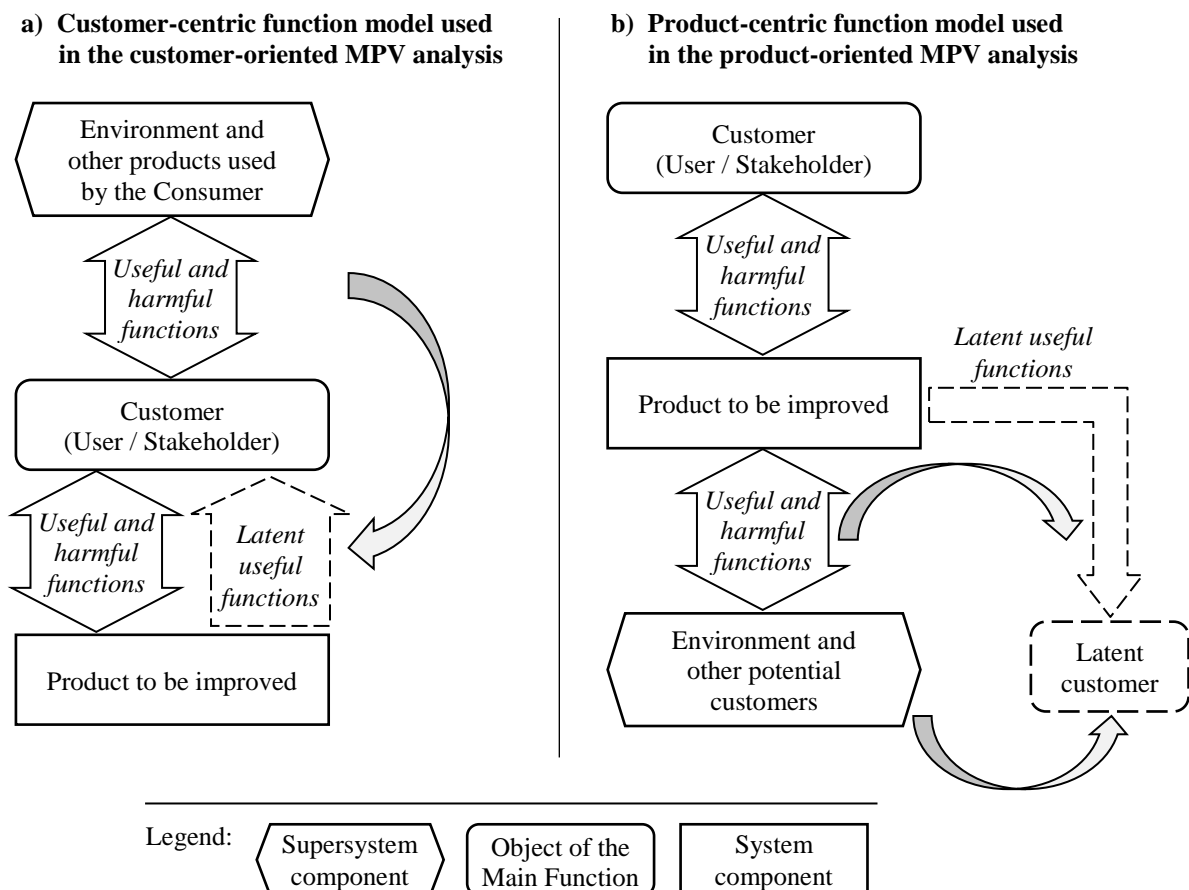 a) Customer-centric function model used
in the customer-oriented MPV analysis
Environment and
other products used
by the Consumer
Useful and
harmful
functions
Customer
(User / Stakeholder)
Useful and
harmful
functions
Latent
useful
functions
Product to be improved
b) Product-centric function model used
in the product-oriented MPV analysis
Customer
(User / Stakeholder)
Useful and
harmful
functions
Latent useful
functions
Product to be improved
Useful and
harmful
functions
Environment and
other potential
customers
Latent
customer
Legend:
Supersystem
component
Object of the
Main Function
System
component